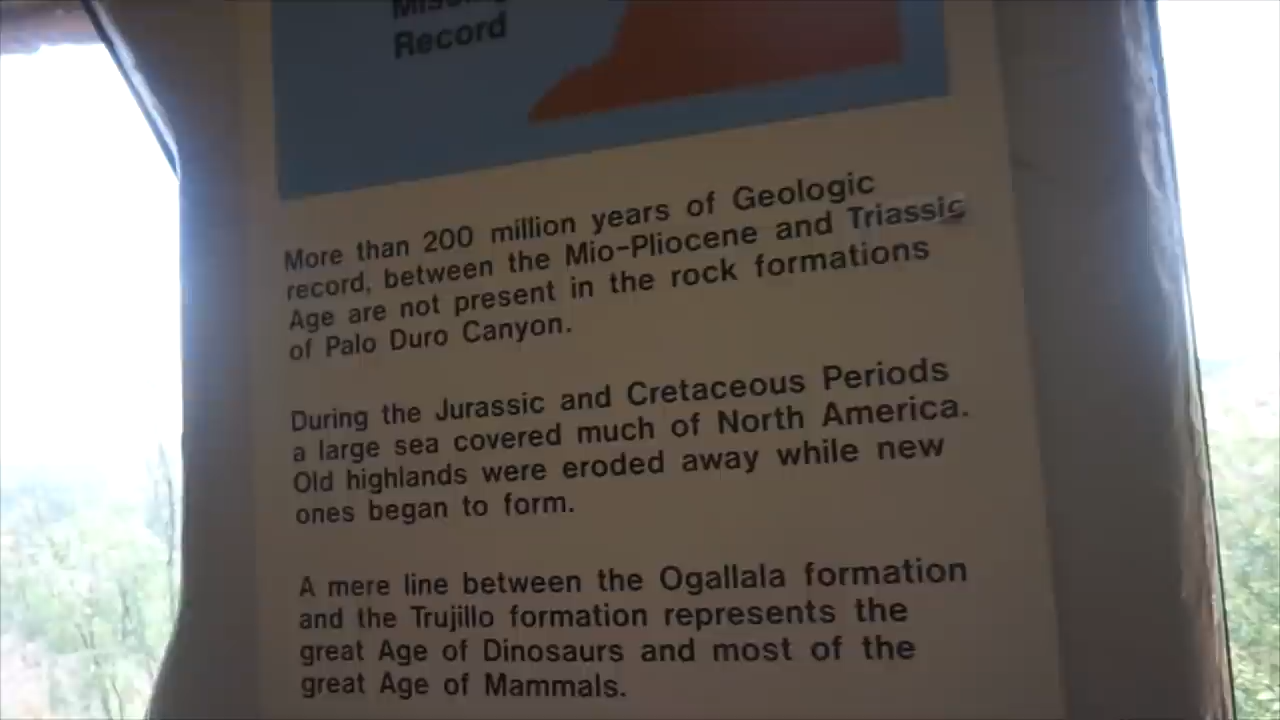 Record
More than 200 million years of Geologic
record, between the Mio-Pliocene and Triassic
Age are not present in the rock formations
of Palo Duro Canyon.
During the Jurassic and Cretaceous Periods
a large sea covered much of North America.
Old highlands were eroded away while new
ones began to form.
A mere line between the Ogallala formation
and the Trujillo formation represents the
great Age of Dinosaurs and most of the
great Age of Mammals.